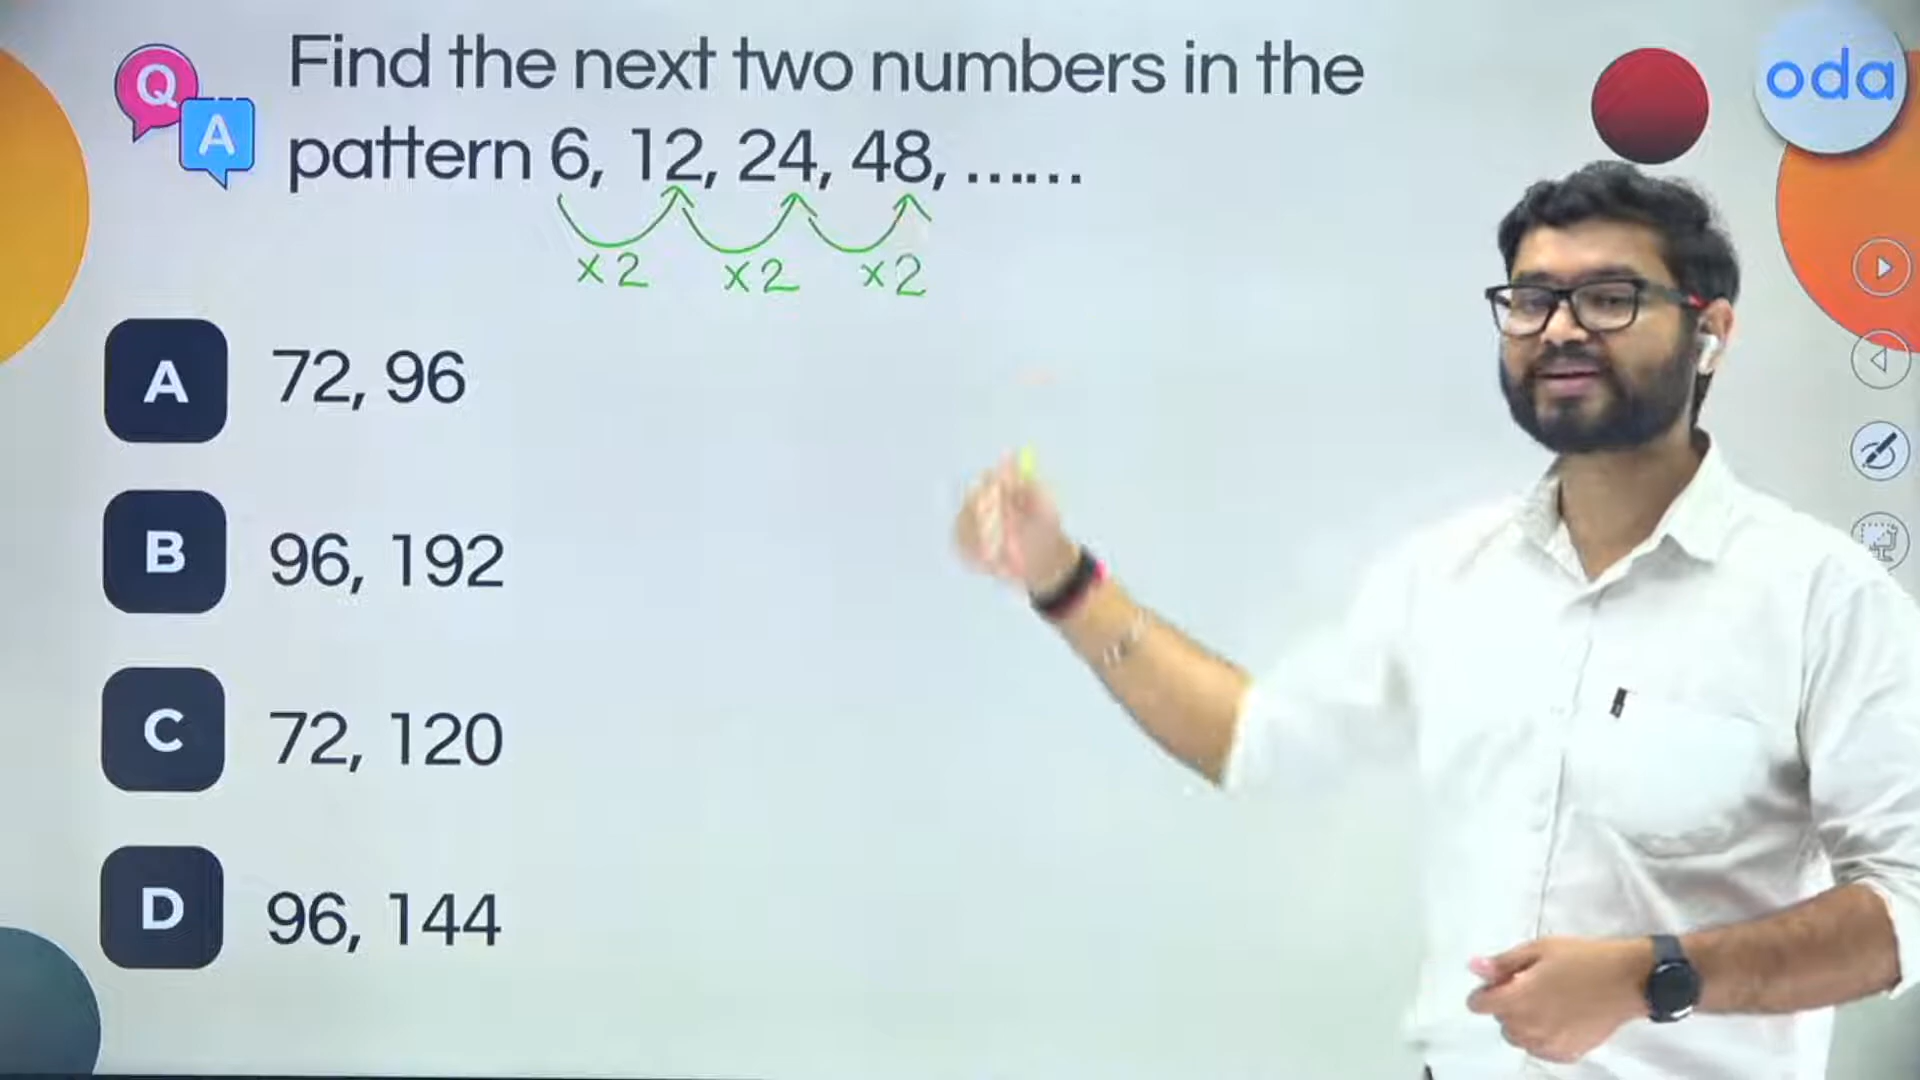 Q
A
Find the next two numbers in the
pattern 6, 12, 24, 48, ......
×2 ×2 ×2
A 72, 96
B 96, 192
C 72, 120
D 96, 144
oda